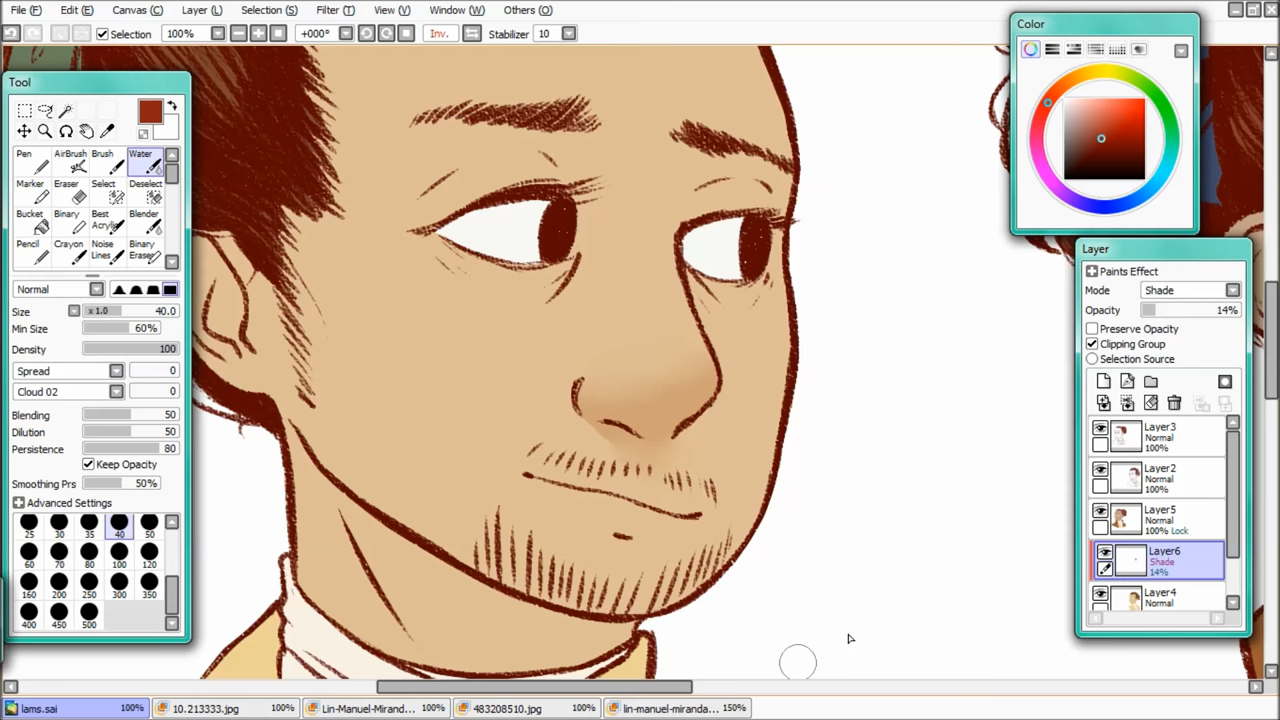 File (F) Edit (E) Canvas (C) Layer (L) Selection (S) Filter (T) View (V) Window (W) Others (O)
Selection 100% +000° Inv. Stabilizer 10
Tool
Pen AirBrush Brush Water
Marker Eraser Select Deselect
Bucket Binary Best Acrylic Blender
Pencil Crayon Noise Lines Binary Eraser
Normal
Size x 1.0 40.0
Min Size 60%
Density 100
Spread 0
Cloud 02 0
Blending 50
Dilution 50
Persistence 80
Keep Opacity
Smoothing Prs 50%
Advanced Settings
25 30 35 40 50
60 70 80 100 120
160 200 250 300 350
400 450 500
Color
Layer
Paints Effect
Mode Shade
Opacity 14%
Preserve Opacity
Clipping Group
Selection Source
Layer3
Normal
100%
Layer2
Normal
100%
Layer5
Normal
100% Lock
Layer6
Shade
14%
Layer4
Normal
lams.sai 100% 10.213333.jpg 100% Lin-Manuel-Mirand... 100% 483208510.jpg 100% lin-manuel-miranda... 150%